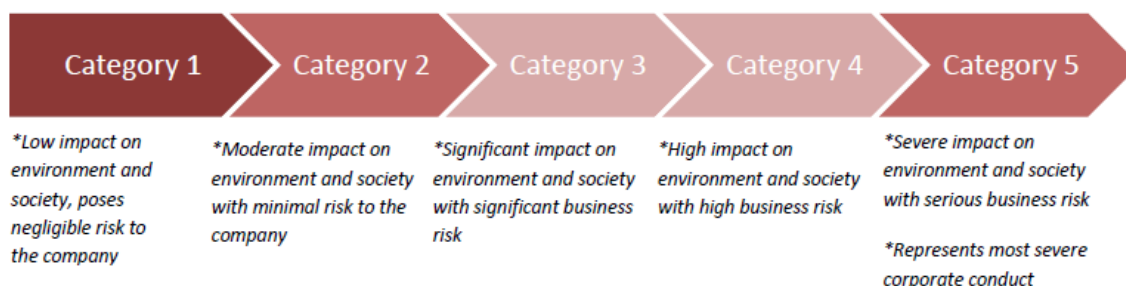 Category 1
Category 2
Category 3
Category 4
Category 5
*Low impact on
environment and
society, poses
negligible risk to
the company
*Moderate impact on
environment and society
with minimal risk to the
company
*Significant impact on
environment and society
with significant business
risk
*High impact on
environment and society
with high business risk
*Severe impact on
environment and society
with serious business risk
*Represents most severe
corporate conduct